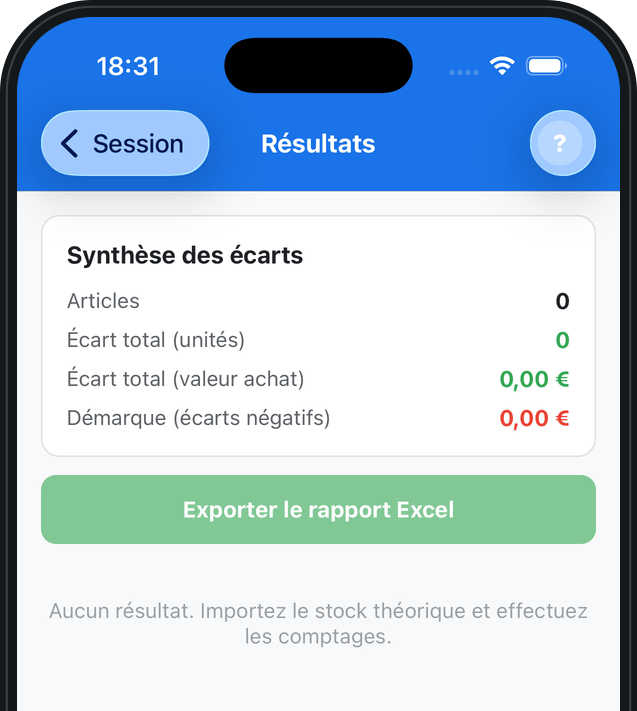 18:31
Session
Résultats
?
Synthèse des écarts
Articles 0
Écart total (unités) 0
Écart total (valeur achat) 0,00 €
Démarque (écarts négatifs) 0,00 €
Exporter le rapport Excel
Aucun résultat. Importez le stock théorique et effectuez
les comptages.